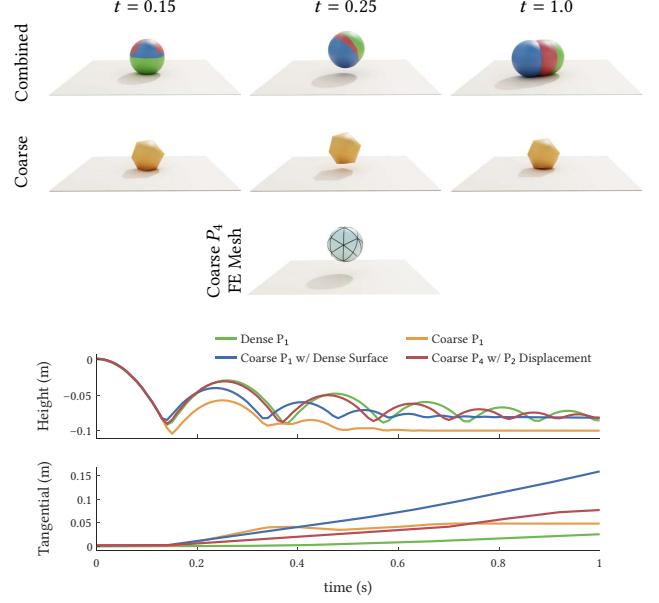 t = 0.15 t = 0.25 t = 1.0
Combined
Coarse
Coarse P₄
FE Mesh
Dense P₁ Coarse P₁
Coarse P₁ w/ Dense Surface Coarse P₄ w/ P₂ Displacement
Height (m)
0
−0.05
−0.1
Tangential (m)
0.15
0.1
0.05
0
0 0.2 0.4 0.6 0.8 1
time (s)